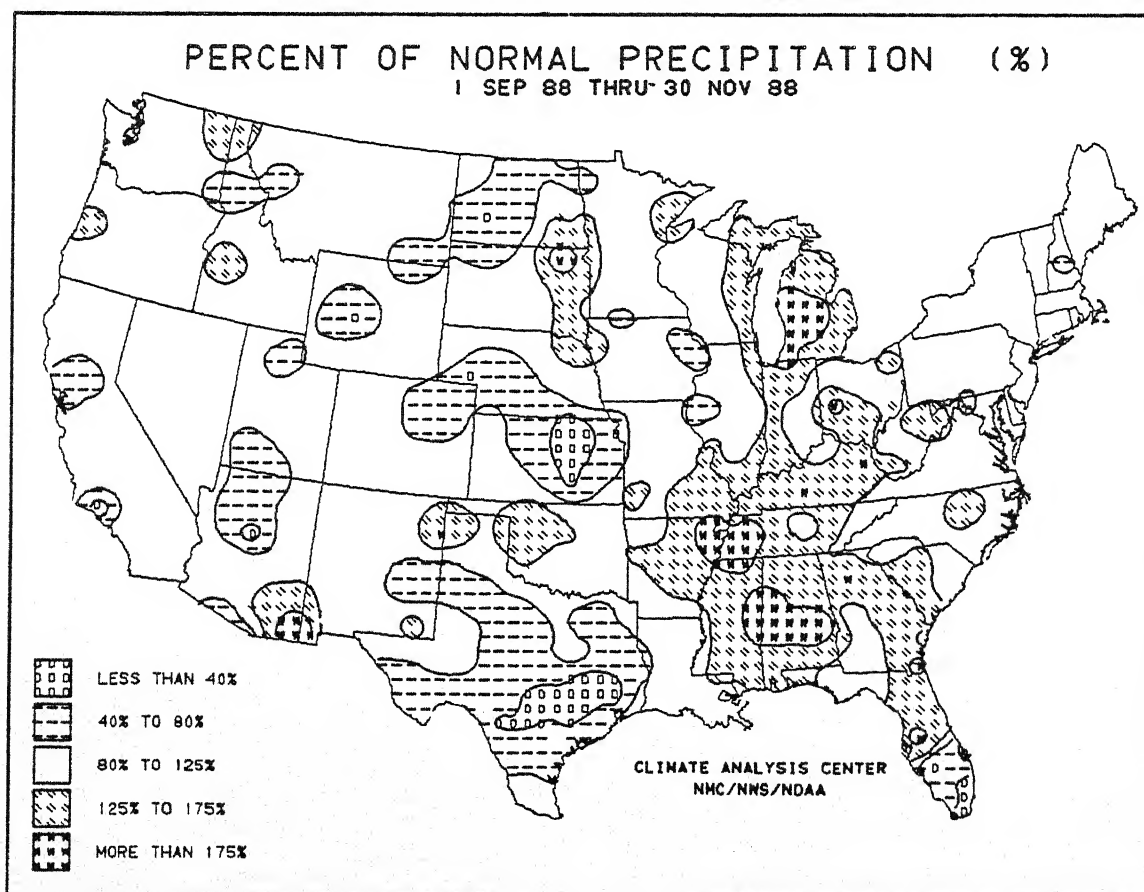 PERCENT OF NORMAL PRECIPITATION (%)
1 SEP 88 THRU 30 NOV 88
LESS THAN 40%
40% TO 80%
80% TO 125%
125% TO 175%
MORE THAN 175%
CLIMATE ANALYSIS CENTER
NMC/NWS/NOAA